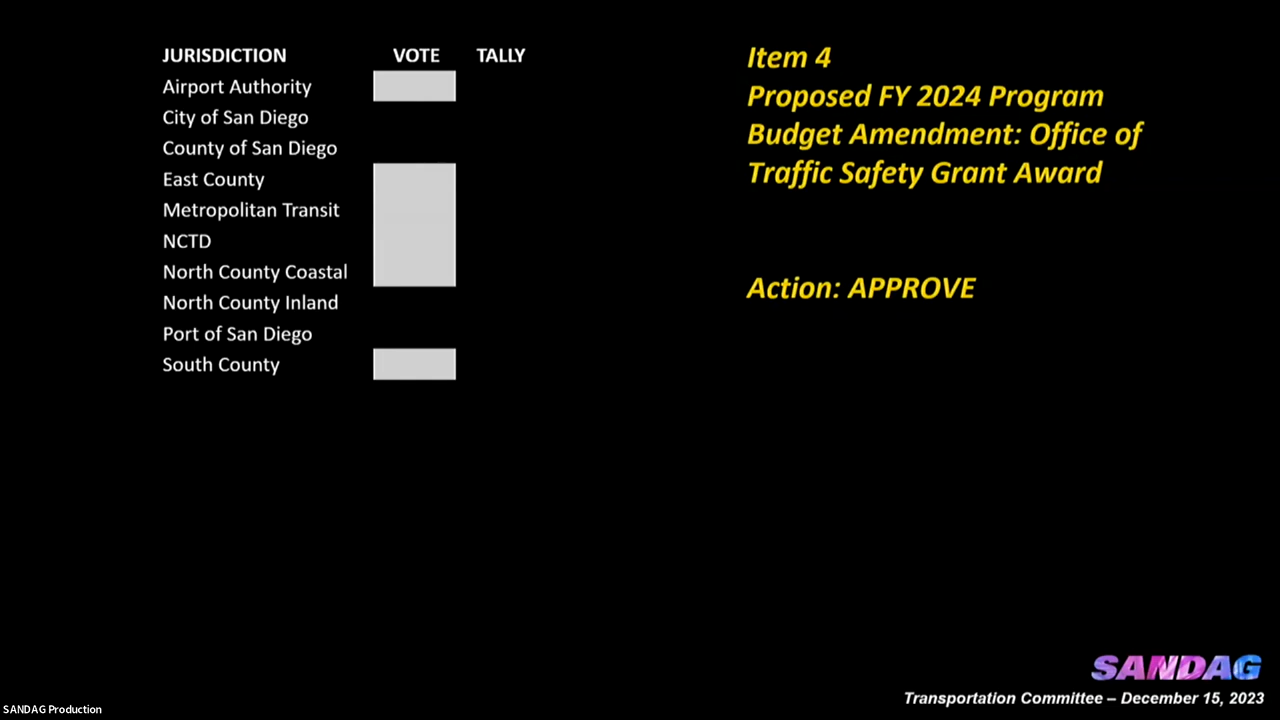 JURISDICTION VOTE TALLY
Airport Authority
City of San Diego
County of San Diego
East County
Metropolitan Transit
NCTD
North County Coastal
North County Inland
Port of San Diego
South County
Item 4
Proposed FY 2024 Program
Budget Amendment: Office of
Traffic Safety Grant Award
Action: APPROVE
SANDAG
Transportation Committee – December 15, 2023
SANDAG Production